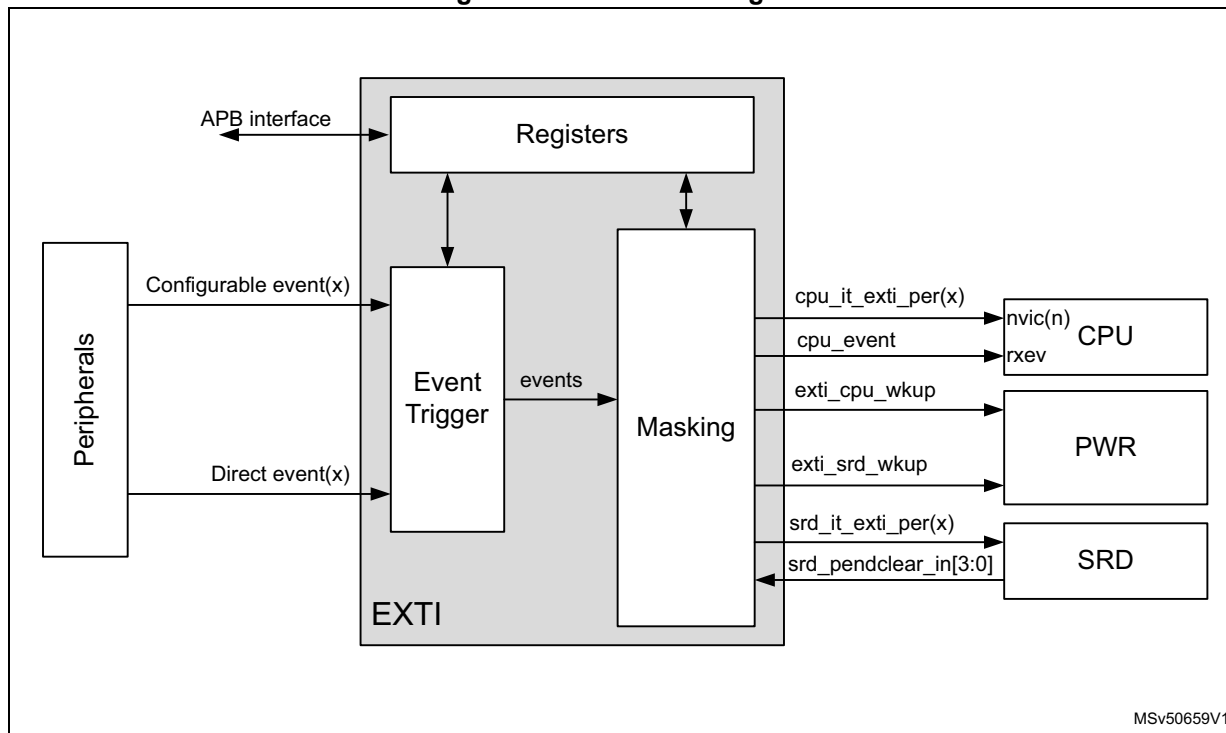 APB interface
Registers
Peripherals
Configurable event(x)
Direct event(x)
Event
Trigger
events
Masking
EXTI
cpu_it_exti_per(x)
nvic(n)
CPU
cpu_event
rxev
exti_cpu_wkup
PWR
exti_srd_wkup
srd_it_exti_per(x)
SRD
srd_pendclear_in[3:0]
MSv50659V1